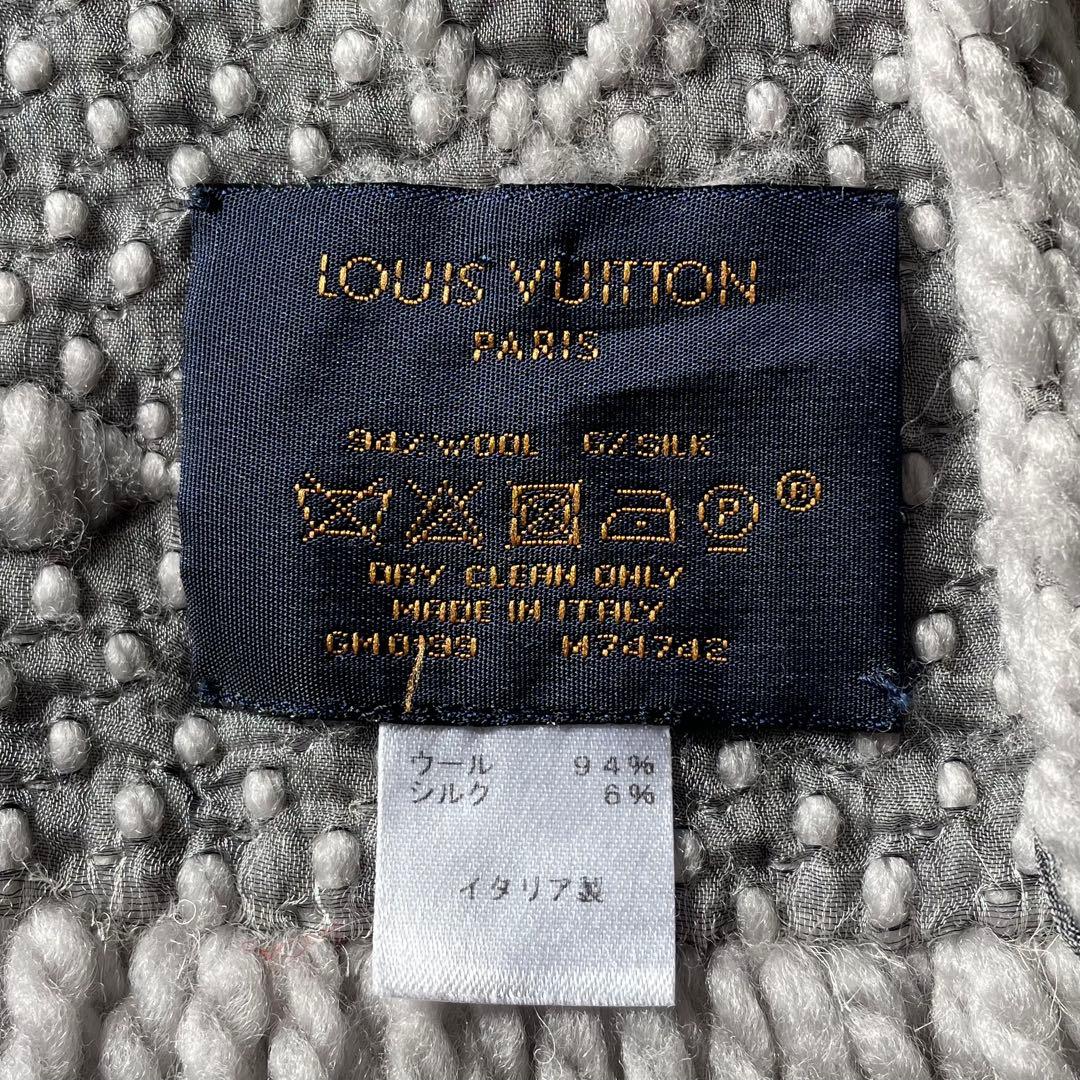 LOUIS VUITTON
PARIS
94% WOOL 6% SILK
P ®
DRY CLEAN ONLY
MADE IN ITALY
GM0199 M74742
ウール 94%
シルク 6%
イタリア製